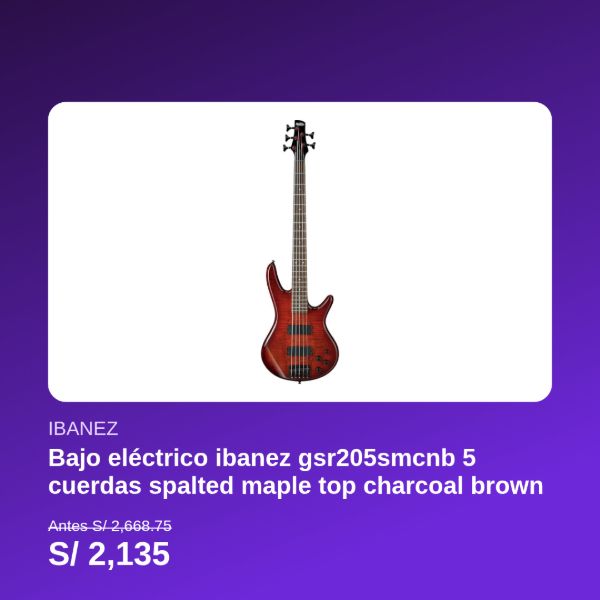 IBANEZ
Bajo eléctrico ibanez gsr205smcnb 5
cuerdas spalted maple top charcoal brown
Antes S/ 2,668.75
S/ 2,135